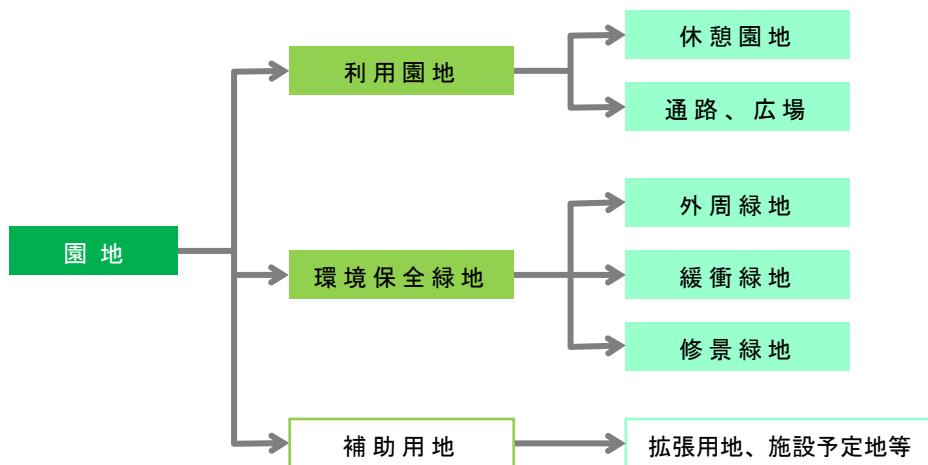 園地
利用園地
休憩園地
通路、広場
環境保全緑地
外周緑地
緩衝緑地
修景緑地
補助用地
拡張用地、施設予定地等